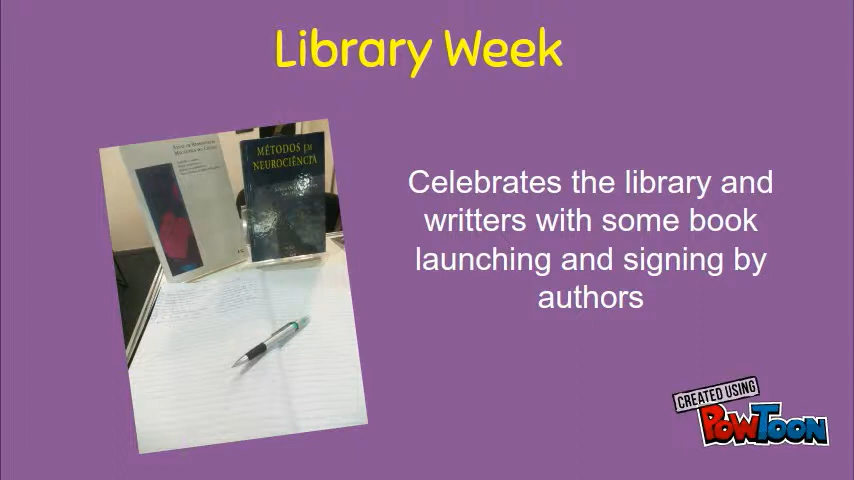 Library Week
MÉTODOS EM
NEUROCIÊNCIA
Celebrates the library and
writters with some book
launching and signing by
authors
CREATED USING
POWTOON